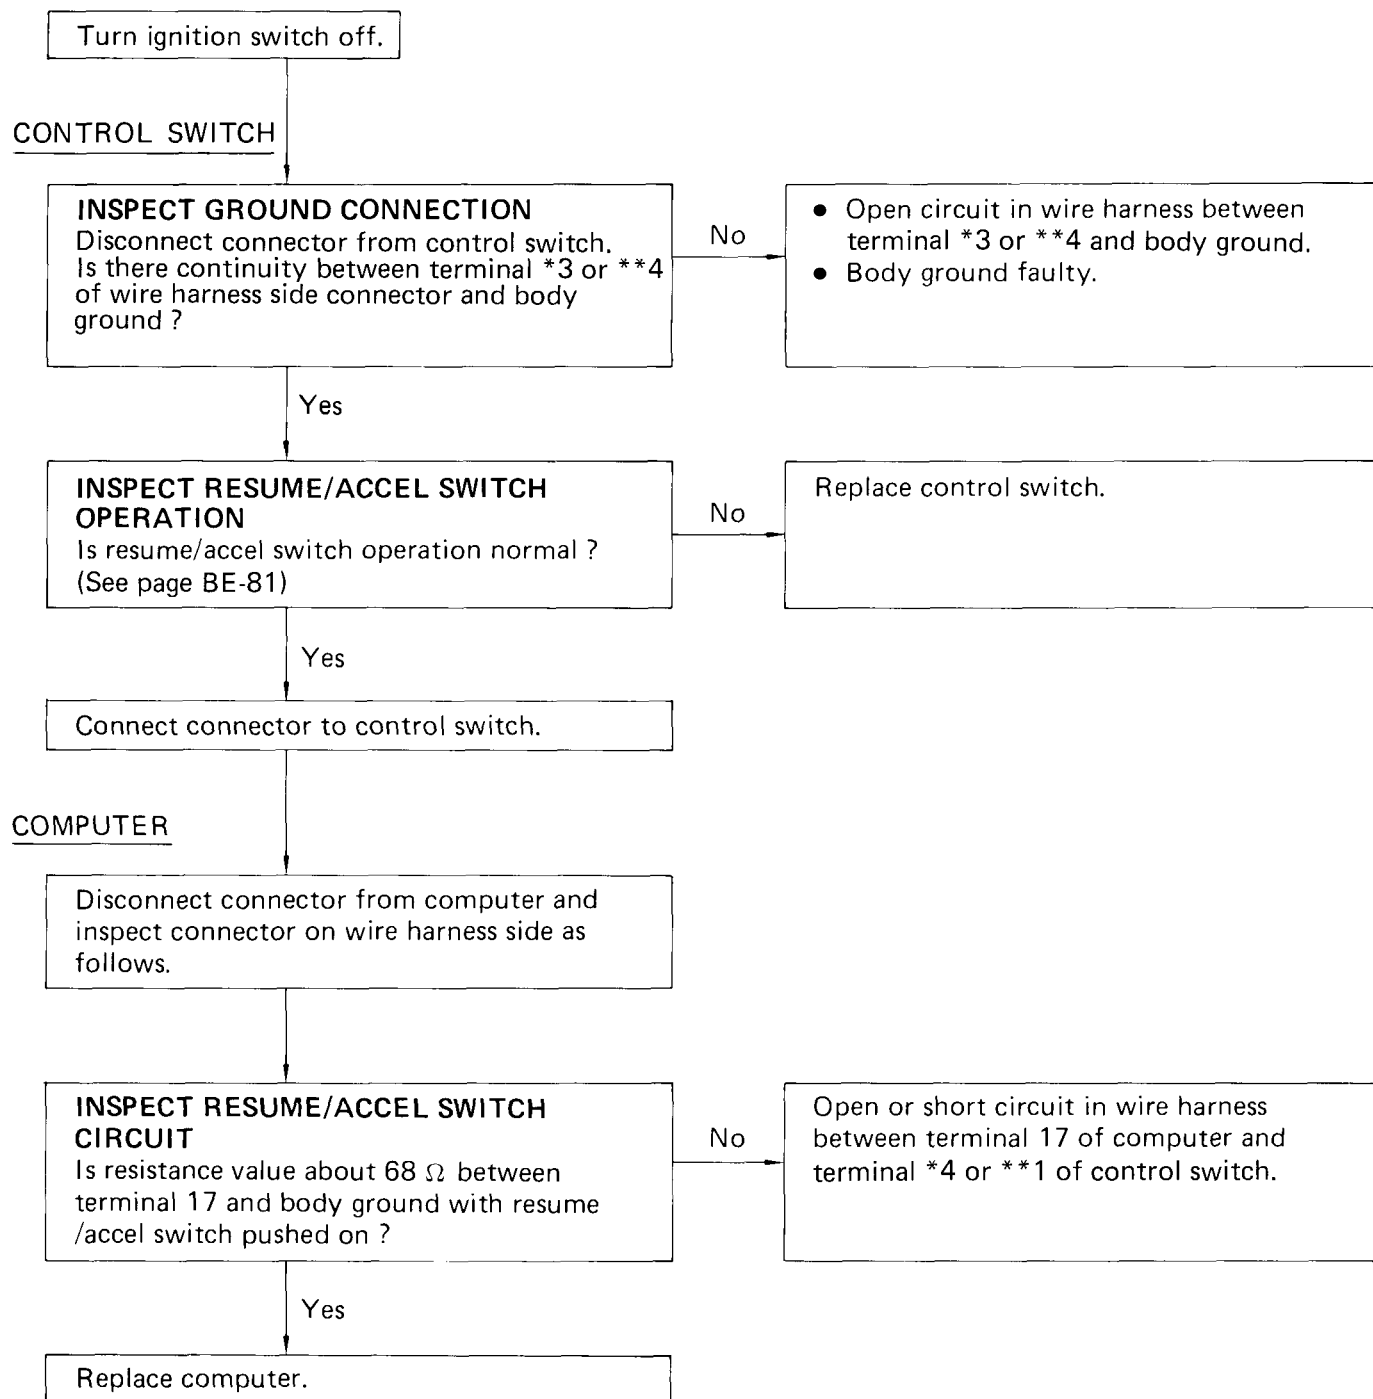 Turn ignition switch off.
CONTROL SWITCH
INSPECT GROUND CONNECTION
Disconnect connector from control switch.
Is there continuity between terminal *3 or **4
of wire harness side connector and body
ground ?
No
● Open circuit in wire harness between
terminal *3 or **4 and body ground.
● Body ground faulty.
Yes
INSPECT RESUME/ACCEL SWITCH
OPERATION
Is resume/accel switch operation normal ?
(See page BE-81)
No
Replace control switch.
Yes
Connect connector to control switch.
COMPUTER
Disconnect connector from computer and
inspect connector on wire harness side as
follows.
INSPECT RESUME/ACCEL SWITCH
CIRCUIT
Is resistance value about 68 Ω between
terminal 17 and body ground with resume
/accel switch pushed on ?
No
Open or short circuit in wire harness
between terminal 17 of computer and
terminal *4 or **1 of control switch.
Yes
Replace computer.